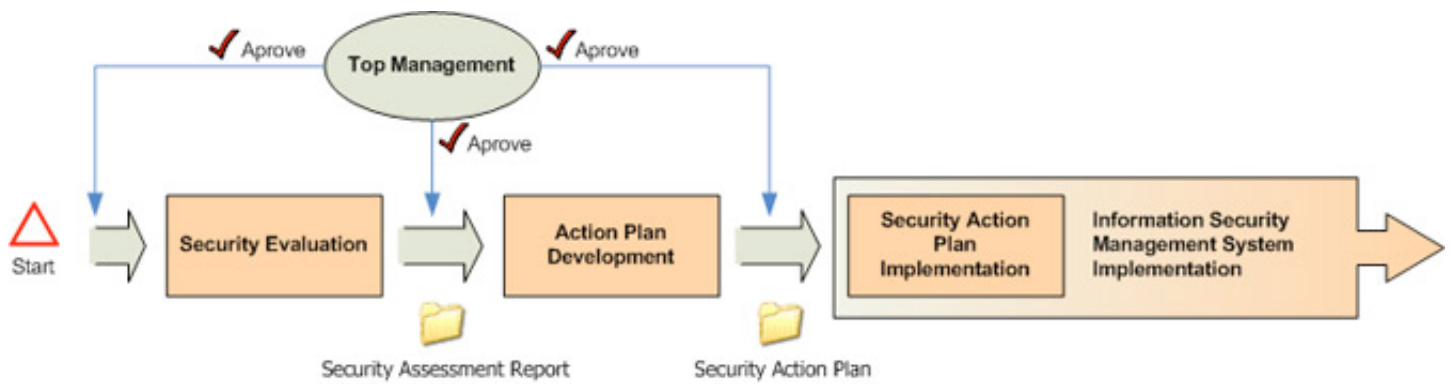 Aprove
Top Management
Aprove
Aprove
Start
Security Evaluation
Action Plan
Development
Security Action
Plan
Implementation
Information Security
Management System
Implementation
Security Assessment Report
Security Action Plan